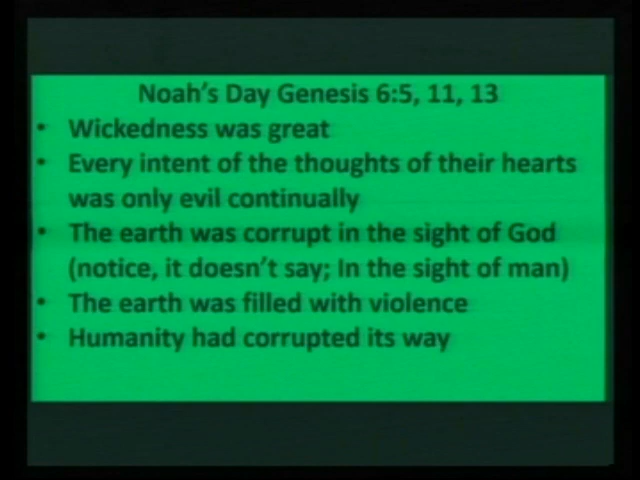 Noah's Day Genesis 6:5, 11, 13
• Wickedness was great
• Every intent of the thoughts of their hearts
was only evil continually
• The earth was corrupt in the sight of God
(notice, it doesn't say; In the sight of man)
• The earth was filled with violence
• Humanity had corrupted its way